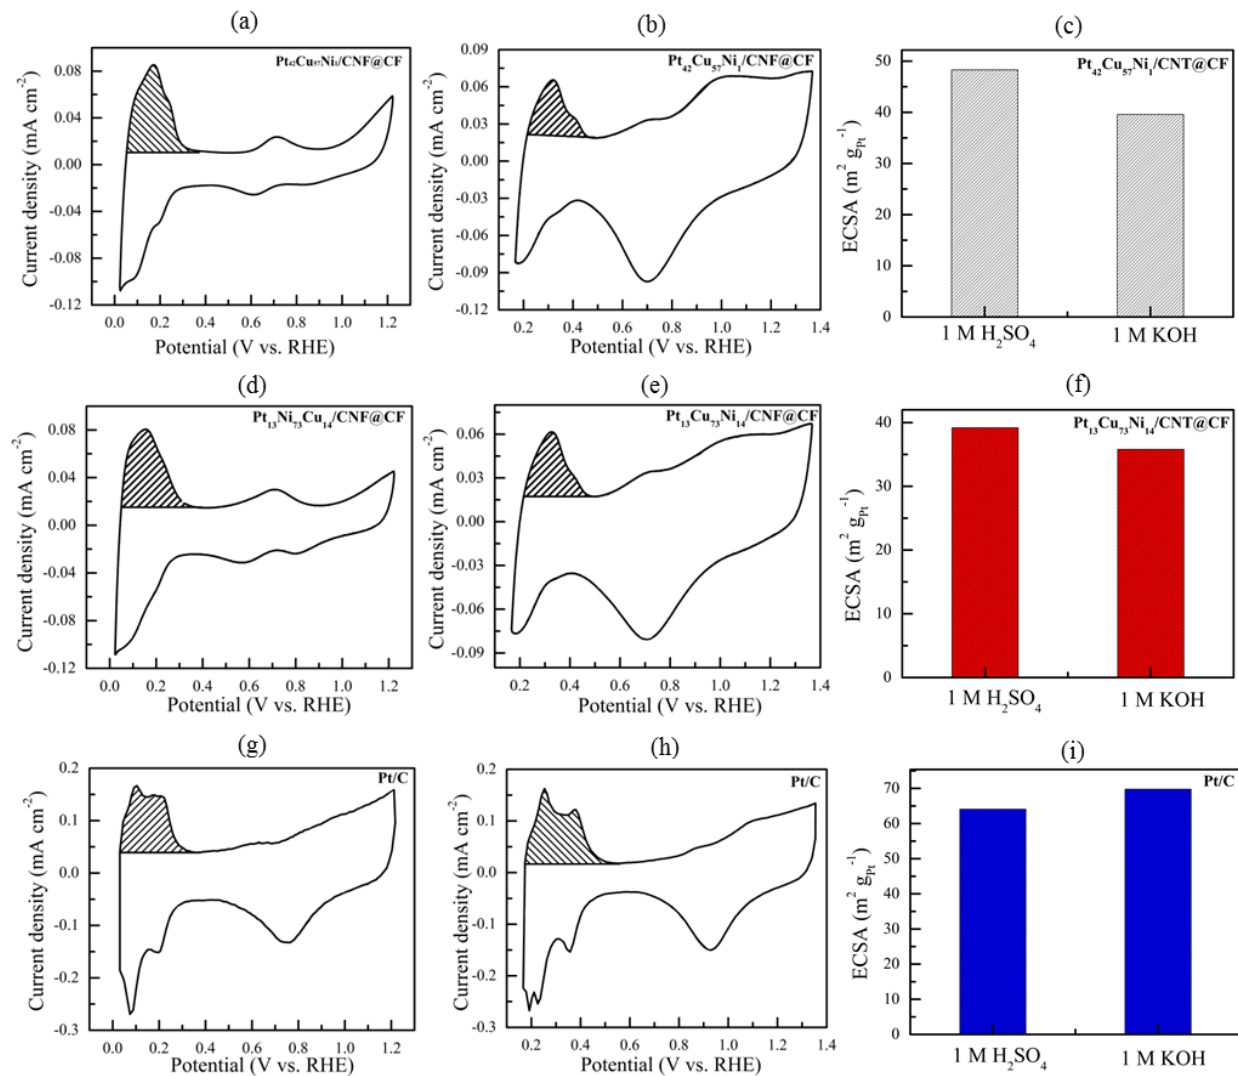 (a)
Pt₄₂Cu₅₇Ni₁/CNF@CF
Current density (mA cm⁻²)
0.08
0.04
0.00
-0.04
-0.08
-0.12
0.0 0.2 0.4 0.6 0.8 1.0 1.2
Potential (V vs. RHE)
(b)
Pt₄₂Cu₅₇Ni₁/CNF@CF
Current density (mA cm⁻²)
0.09
0.06
0.03
0.00
-0.03
-0.06
-0.09
-0.12
0.2 0.4 0.6 0.8 1.0 1.2 1.4
Potential (V vs. RHE)
(c)
Pt₄₂Cu₅₇Ni₁/CNT@CF
ECSA (m² g_Pt⁻¹)
50
40
30
20
10
0
1 M H₂SO₄ 1 M KOH
(d)
Pt₁₃Ni₇₃Cu₁₄/CNF@CF
Current density (mA cm⁻²)
0.08
0.04
0.00
-0.04
-0.08
-0.12
0.0 0.2 0.4 0.6 0.8 1.0 1.2
Potential (V vs. RHE)
(e)
Pt₁₃Cu₇₃Ni₁₄/CNF@CF
Current density (mA cm⁻²)
0.06
0.03
0.00
-0.03
-0.06
-0.09
0.2 0.4 0.6 0.8 1.0 1.2 1.4
Potential (V vs. RHE)
(f)
Pt₁₃Cu₇₃Ni₁₄/CNT@CF
ECSA (m² g_Pt⁻¹)
40
30
20
10
0
1 M H₂SO₄ 1 M KOH
(g)
Pt/C
Current density (mA cm⁻²)
0.2
0.1
0.0
-0.1
-0.2
-0.3
0.0 0.2 0.4 0.6 0.8 1.0 1.2
Potential (V vs. RHE)
(h)
Pt/C
Current density (mA cm⁻²)
0.2
0.1
0.0
-0.1
-0.2
-0.3
0.2 0.4 0.6 0.8 1.0 1.2 1.4
Potential (V vs. RHE)
(i)
Pt/C
ECSA (m² g_Pt⁻¹)
70
60
50
40
30
20
10
0
1 M H₂SO₄ 1 M KOH